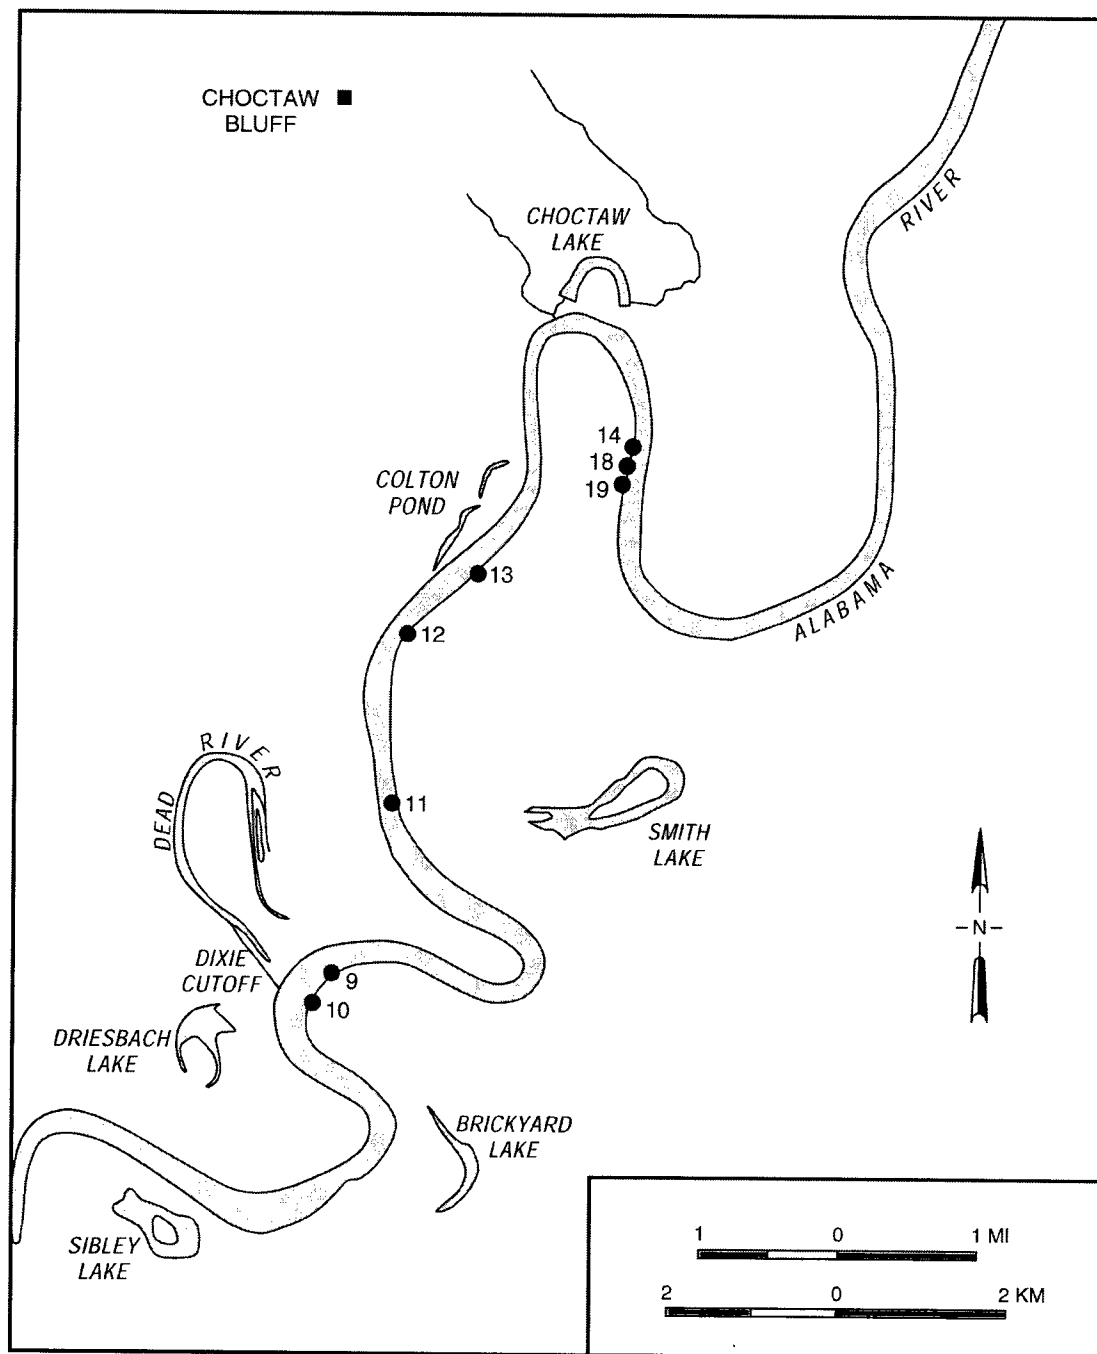 CHOCTAW
BLUFF
RIVER
CHOCTAW
LAKE
14
18
19
COLTON
POND
13
12
ALABAMA
DEAD RIVER
11
SMITH
LAKE
-N-
DIXIE
CUTOFF
9
10
DRIESBACH
LAKE
BRICKYARD
LAKE
SIBLEY
LAKE
1 0 1 MI
2 0 2 KM